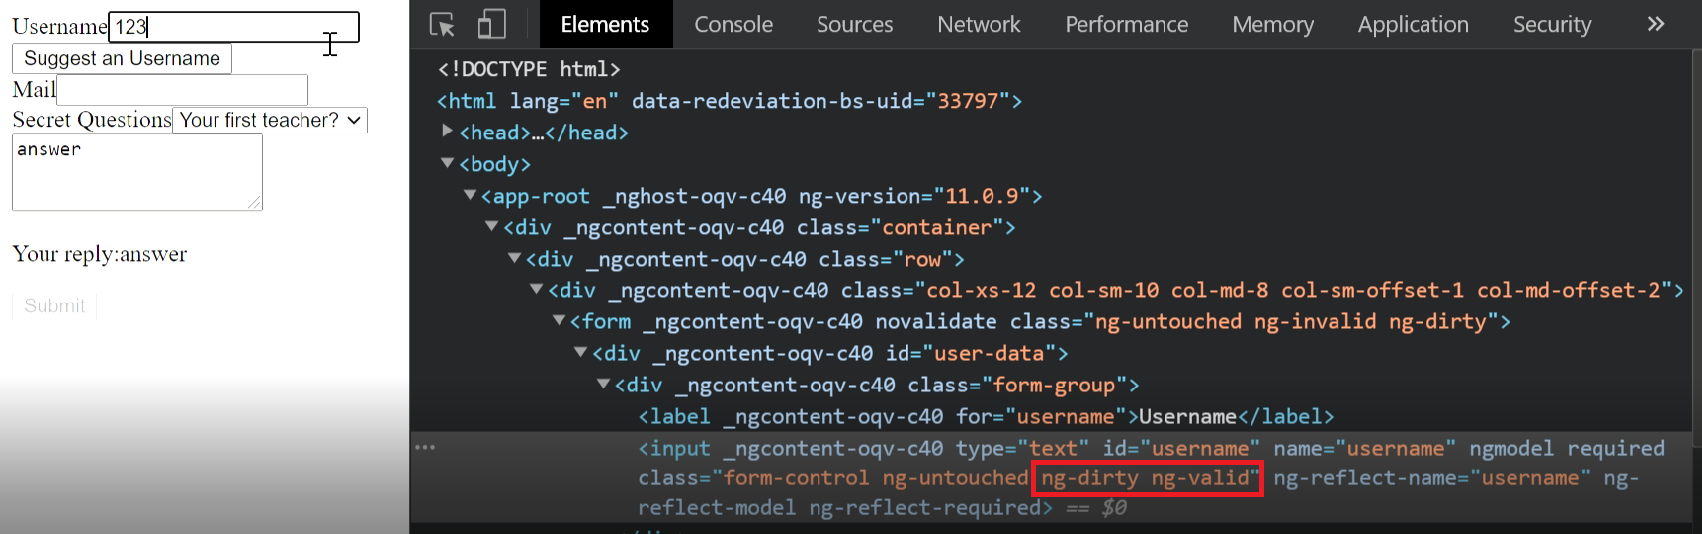 Username 123
Suggest an Username
Mail
Secret Questions Your first teacher?
answer
Your reply:answer
Submit
Elements Console Sources Network Performance Memory Application Security »
<!DOCTYPE html>
<html lang="en" data-redeviation-bs-uid="33797">
<head>…</head>
<body>
<app-root _nghost-oqv-c40 ng-version="11.0.9">
<div _ngcontent-oqv-c40 class="container">
<div _ngcontent-oqv-c40 class="row">
<div _ngcontent-oqv-c40 class="col-xs-12 col-sm-10 col-md-8 col-sm-offset-1 col-md-offset-2">
<form _ngcontent-oqv-c40 novalidate class="ng-untouched ng-invalid ng-dirty">
<div _ngcontent-oqv-c40 id="user-data">
<div _ngcontent-oqv-c40 class="form-group">
<label _ngcontent-oqv-c40 for="username">Username</label>
<input _ngcontent-oqv-c40 type="text" id="username" name="username" ngmodel required
class="form-control ng-untouched ng-dirty ng-valid" ng-reflect-name="username" ng-
reflect-model ng-reflect-required> == $0